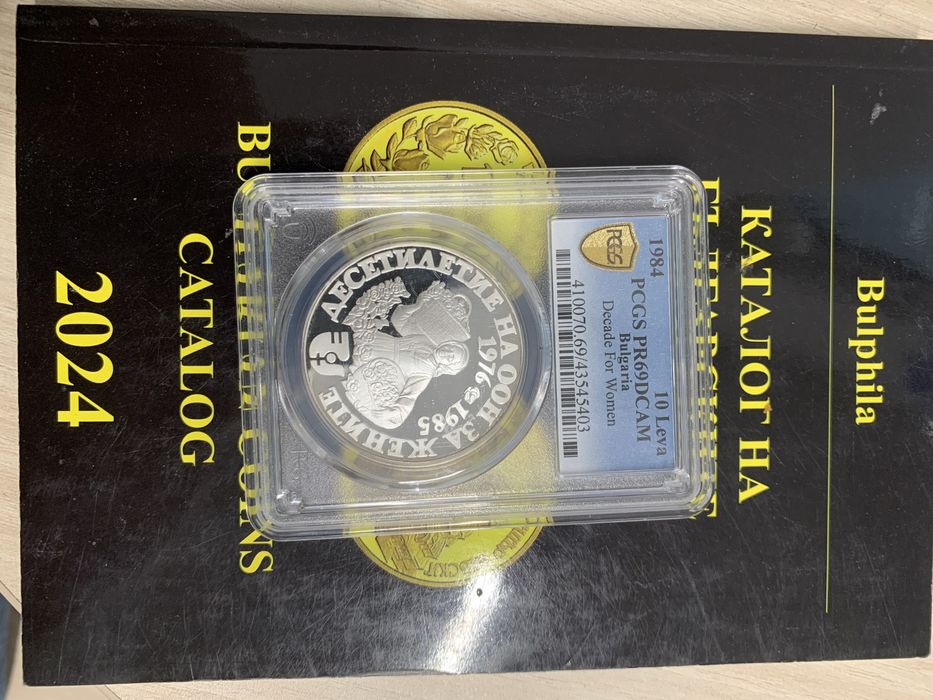 Bulphila
КАТАЛОГ НА
CATALOG
2024
1984
10 Leva
PCGS PR69DCAM
Bulgaria
Decade For Women
410070.69/43545403
PCGS
ДЕСЕТИЛЕТИЕ НА ООН
ЗА ЖЕНИТЕ
1976 1985